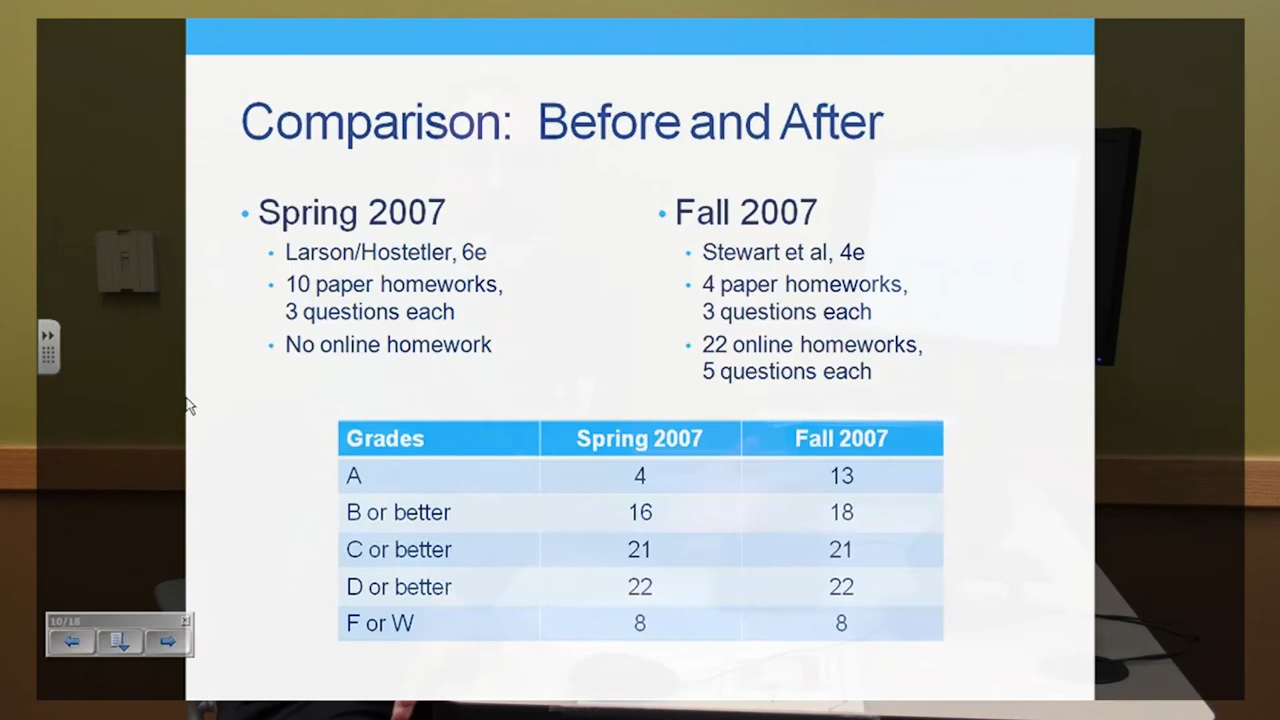 Comparison: Before and After
• Spring 2007
• Larson/Hostetler, 6e
• 10 paper homeworks,
3 questions each
• No online homework
• Fall 2007
• Stewart et al, 4e
• 4 paper homeworks,
3 questions each
• 22 online homeworks,
5 questions each
Grades Spring 2007 Fall 2007
A 4 13
B or better 16 18
C or better 21 21
D or better 22 22
F or W 8 8
10/18